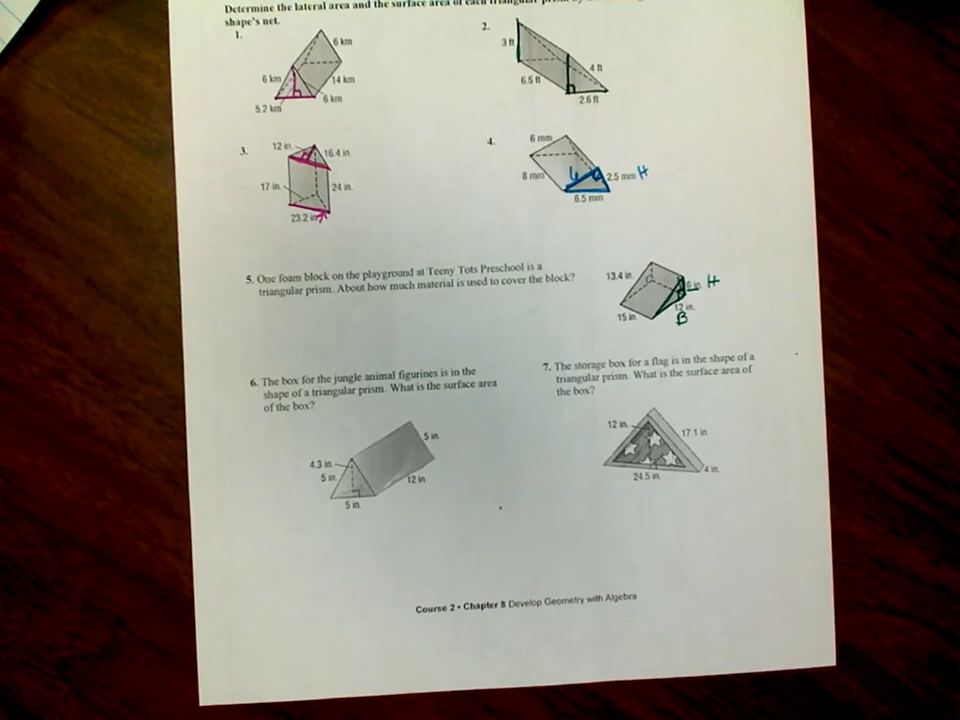 Determine the lateral area and the surface area of each triangular prism by
shape's net.
1.
6 km
6 km
14 km
6 km
5.2 km
2.
3 ft
4 ft
6.5 ft
2.6 ft
3.
12 in.
16.4 in.
17 in.
24 in.
23.2 in.
4.
6 mm
8 mm
2.5 mm H
6.5 mm
5. One foam block on the playground at Teeny Tots Preschool is a
triangular prism. About how much material is used to cover the block?
13.4 in.
6 in. H
12 in.
15 in.
B
6. The box for the jungle animal figurines is in the
shape of a triangular prism. What is the surface area
of the box?
5 in.
4.3 in.
5 in.
12 in.
5 in.
7. The storage box for a flag is in the shape of a
triangular prism. What is the surface area of
the box?
12 in.
17.1 in.
4 in.
24.5 in.
Course 2 • Chapter 8 Develop Geometry with Algebra